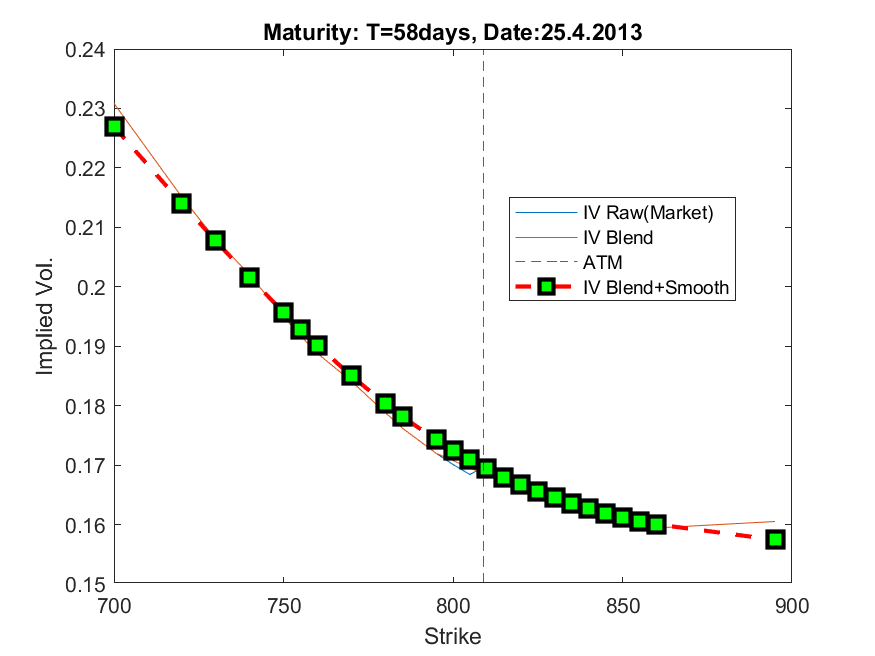 Maturity: T=58days, Date:25.4.2013
0.24
0.23
0.22
0.21
0.2
0.19
0.18
0.17
0.16
0.15
Implied Vol.
IV Raw(Market)
IV Blend
ATM
IV Blend+Smooth
700
750
800
850
900
Strike